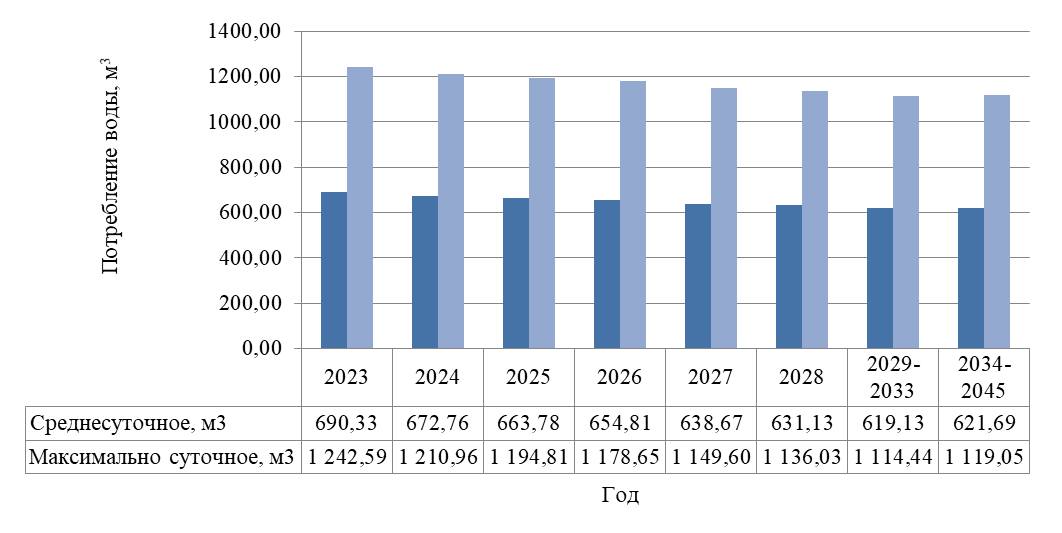 1400,00
1200,00
1000,00
800,00
600,00
400,00
200,00
0,00
Потребление воды, м³
2023 2024 2025 2026 2027 2028 2029-2033 2034-2045
Среднесуточное, м3 690,33 672,76 663,78 654,81 638,67 631,13 619,13 621,69
Максимально суточное, м3 1 242,59 1 210,96 1 194,81 1 178,65 1 149,60 1 136,03 1 114,44 1 119,05
Год